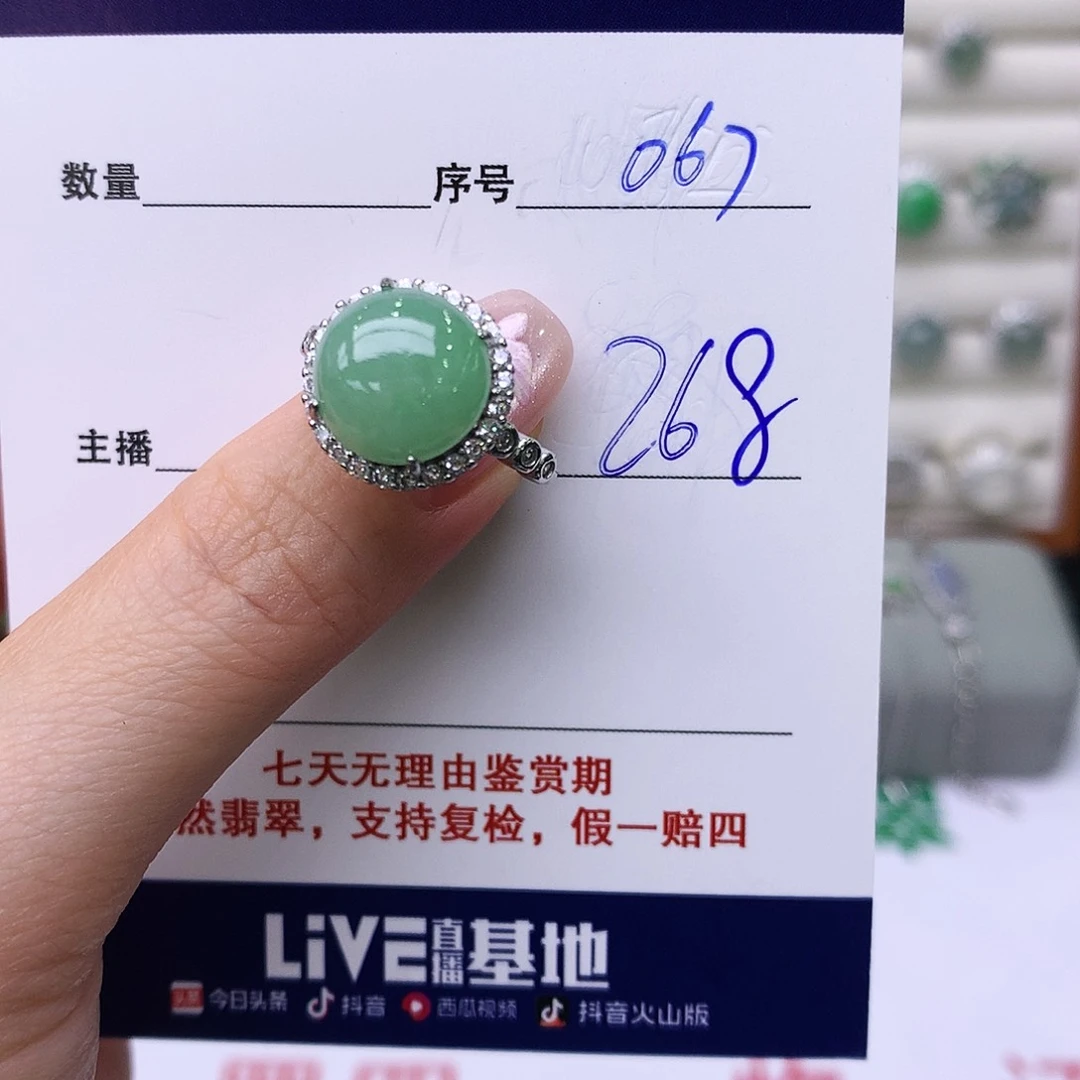 数量 序号 067
主播 268
七天无理由鉴赏期
然翡翠，支持复检，假一赔四
LiVE直播基地
头条 今日头条 抖音 西瓜视频 抖音火山版